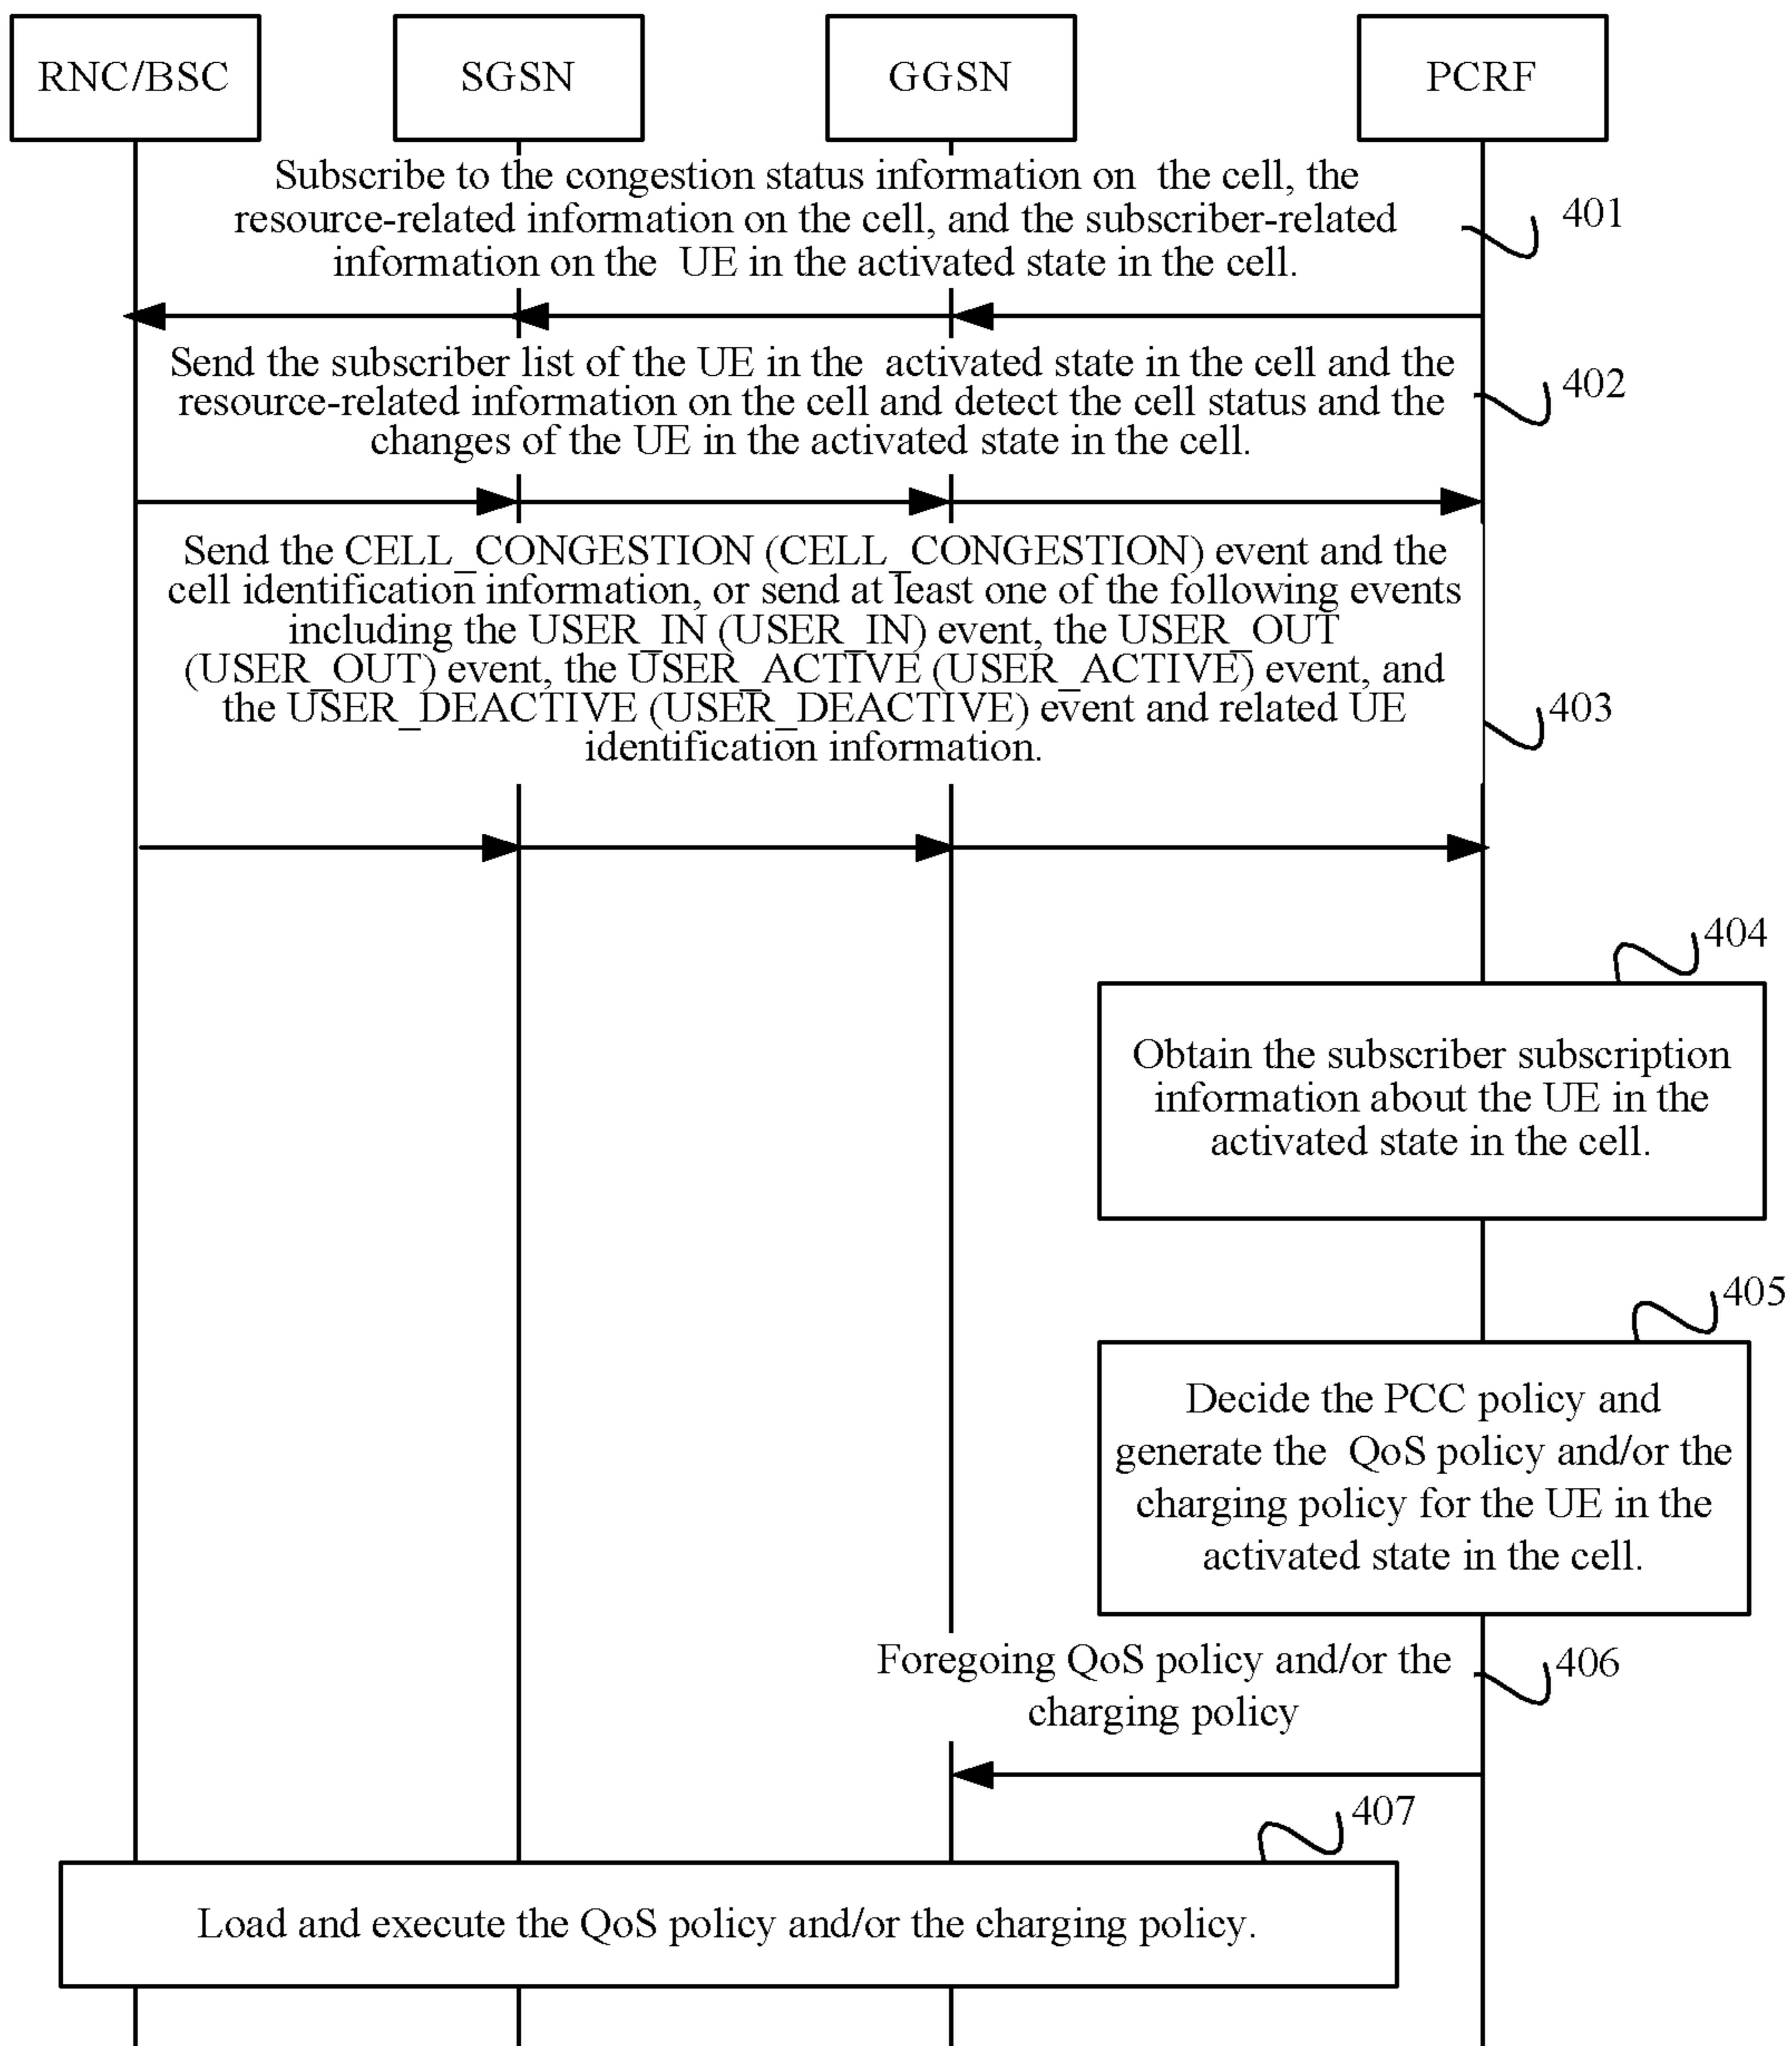 RNC/BSC
SGSN
GGSN
PCRF
Subscribe to the congestion status information on the cell, the
resource-related information on the cell, and the subscriber-related
information on the UE in the activated state in the cell.
401
Send the subscriber list of the UE in the activated state in the cell and the
resource-related information on the cell and detect the cell status and the
changes of the UE in the activated state in the cell.
402
Send the CELL_CONGESTION (CELL_CONGESTION) event and the
cell identification information, or send at least one of the following events
including the USER_IN (USER_IN) event, the USER_OUT
(USER_OUT) event, the USER_ACTIVE (USER_ACTIVE) event, and
the USER_DEACTIVE (USER_DEACTIVE) event and related UE
identification information.
403
404
Obtain the subscriber subscription
information about the UE in the
activated state in the cell.
405
Decide the PCC policy and
generate the QoS policy and/or the
charging policy for the UE in the
activated state in the cell.
Foregoing QoS policy and/or the
charging policy
406
407
Load and execute the QoS policy and/or the charging policy.